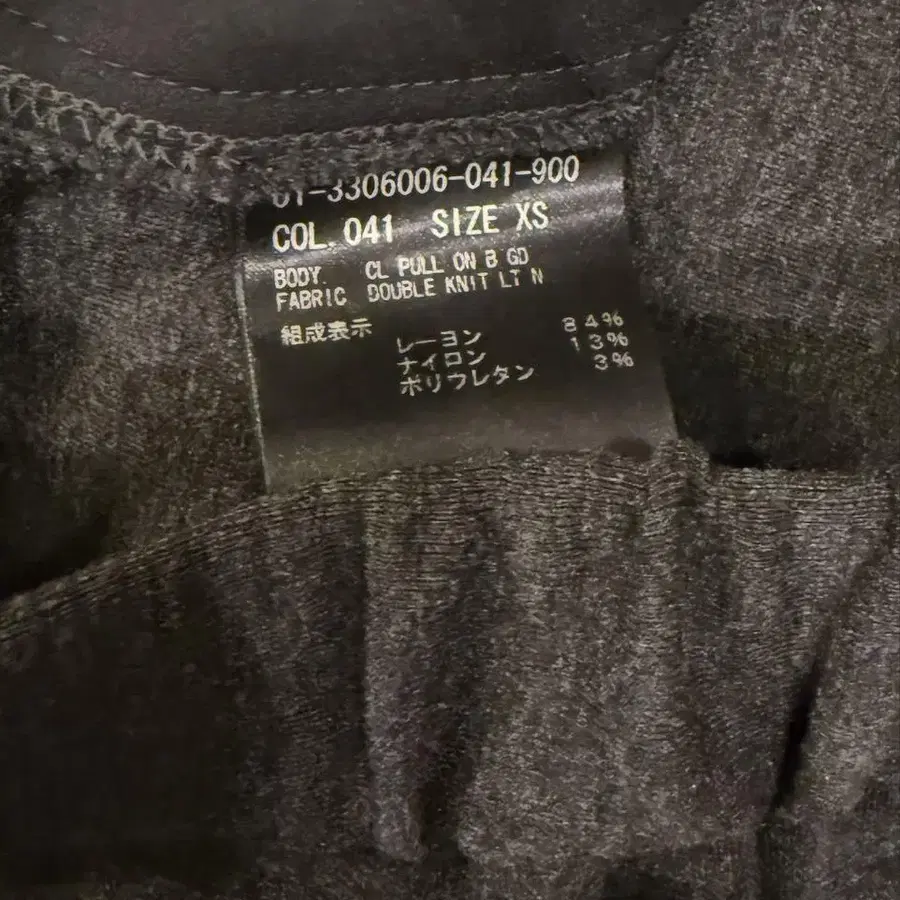 01-3306006-041-900
COL. 041 SIZE XS
BODY. CL PULL ON B GD
FABRIC DOUBLE KNIT LT N
組成表示
レーヨン 84%
ナイロン 13%
ポリウレタン 3%